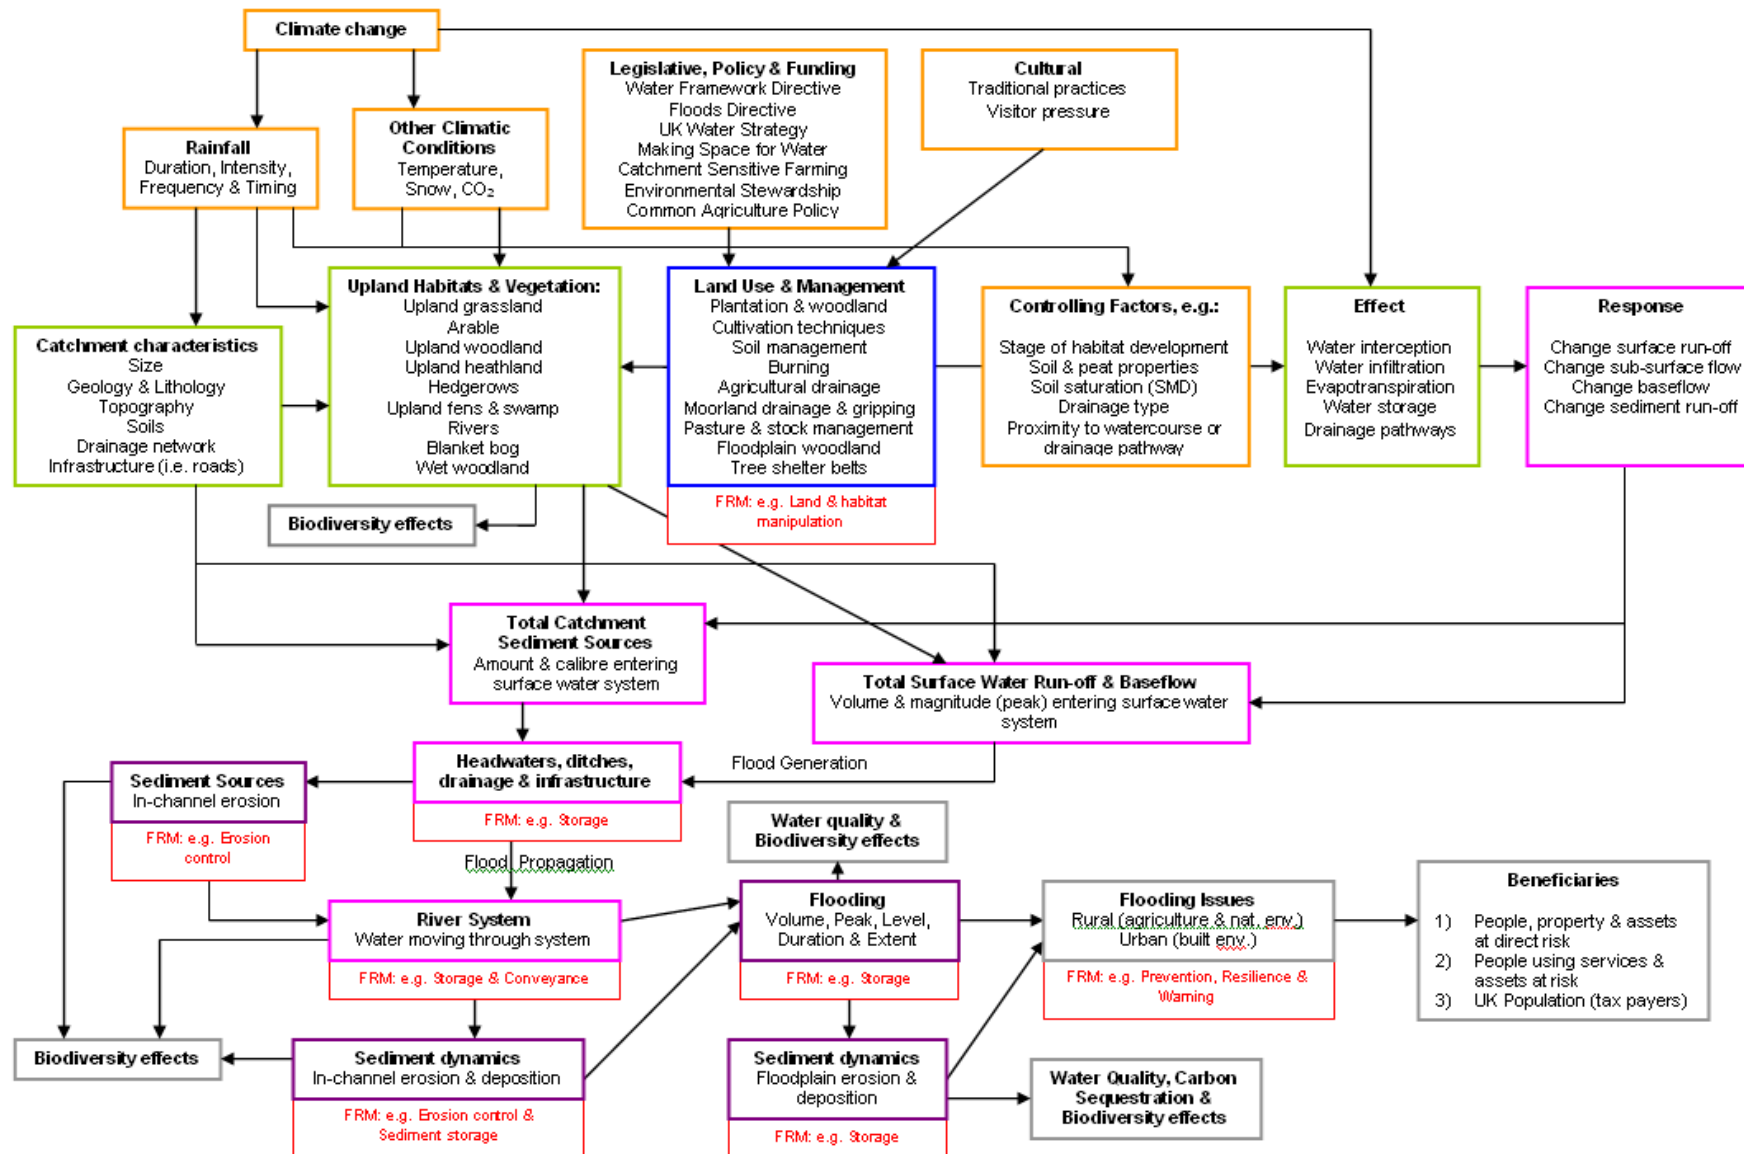 Climate change
Legislative, Policy & Funding
Water Framework Directive
Floods Directive
UK Water Strategy
Making Space for Water
Catchment Sensitive Farming
Environmental Stewardship
Common Agriculture Policy
Cultural
Traditional practices
Visitor pressure
Rainfall
Duration, Intensity,
Frequency & Timing
Other Climatic
Conditions
Temperature,
Snow, CO₂
Catchment characteristics
Size
Geology & Lithology
Topography
Soils
Drainage network
Infrastructure (i.e. roads)
Upland Habitats & Vegetation:
Upland grassland
Arable
Upland woodland
Upland heathland
Hedgerows
Upland fens & swamp
Rivers
Blanket bog
Wet woodland
Land Use & Management
Plantation & woodland
Cultivation techniques
Soil management
Burning
Agricultural drainage
Moorland drainage & gripping
Pasture & stock management
Floodplain woodland
Tree shelter belts
FRM: e.g. Land & habitat
manipulation
Controlling Factors, e.g.:
Stage of habitat development
Soil & peat properties
Soil saturation (SMD)
Drainage type
Proximity to watercourse or
drainage pathway
Effect
Water interception
Water infiltration
Evapotranspiration
Water storage
Drainage pathways
Response
Change surface run-off
Change sub-surface flow
Change baseflow
Change sediment run-off
Biodiversity effects
Total Catchment
Sediment Sources
Amount & calibre entering
surface water system
Total Surface Water Run-off & Baseflow
Volume & magnitude (peak) entering surface water
system
Headwaters, ditches,
drainage & infrastructure
FRM: e.g. Storage
Flood Generation
Sediment Sources
In-channel erosion
FRM: e.g. Erosion
control
Flood Propagation
Water quality &
Biodiversity effects
River System
Water moving through system
FRM: e.g. Storage & Conveyance
Flooding
Volume, Peak, Level,
Duration & Extent
FRM: e.g. Storage
Flooding Issues
Rural (agriculture & nat, env.)
Urban (built env.)
FRM: e.g. Prevention, Resilience &
Warning
Beneficiaries
1) People, property & assets
at direct risk
2) People using services &
assets at risk
3) UK Population (tax payers)
Biodiversity effects
Sediment dynamics
In-channel erosion & deposition
FRM: e.g. Erosion control &
Sediment storage
Sediment dynamics
Floodplain erosion &
deposition
FRM: e.g. Storage
Water Quality, Carbon
Sequestration &
Biodiversity effects